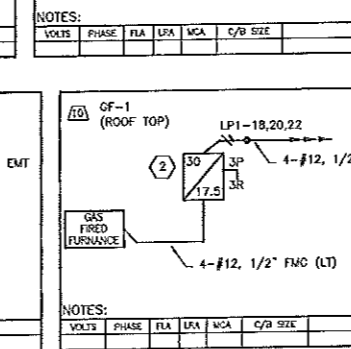 NOTES:
VOLTS PHASE FLA LRA MCA C/B SIZE
10 GF-1
(ROOF TOP)
LP1-18,20,22
EMT
2
30
3P
4-#12, 1/2
3R
17.5
GAS
FIRED
FURNANCE
4-#12, 1/2" FMC (LT)
NOTES:
VOLTS PHASE FLA LRA MCA C/B SIZE